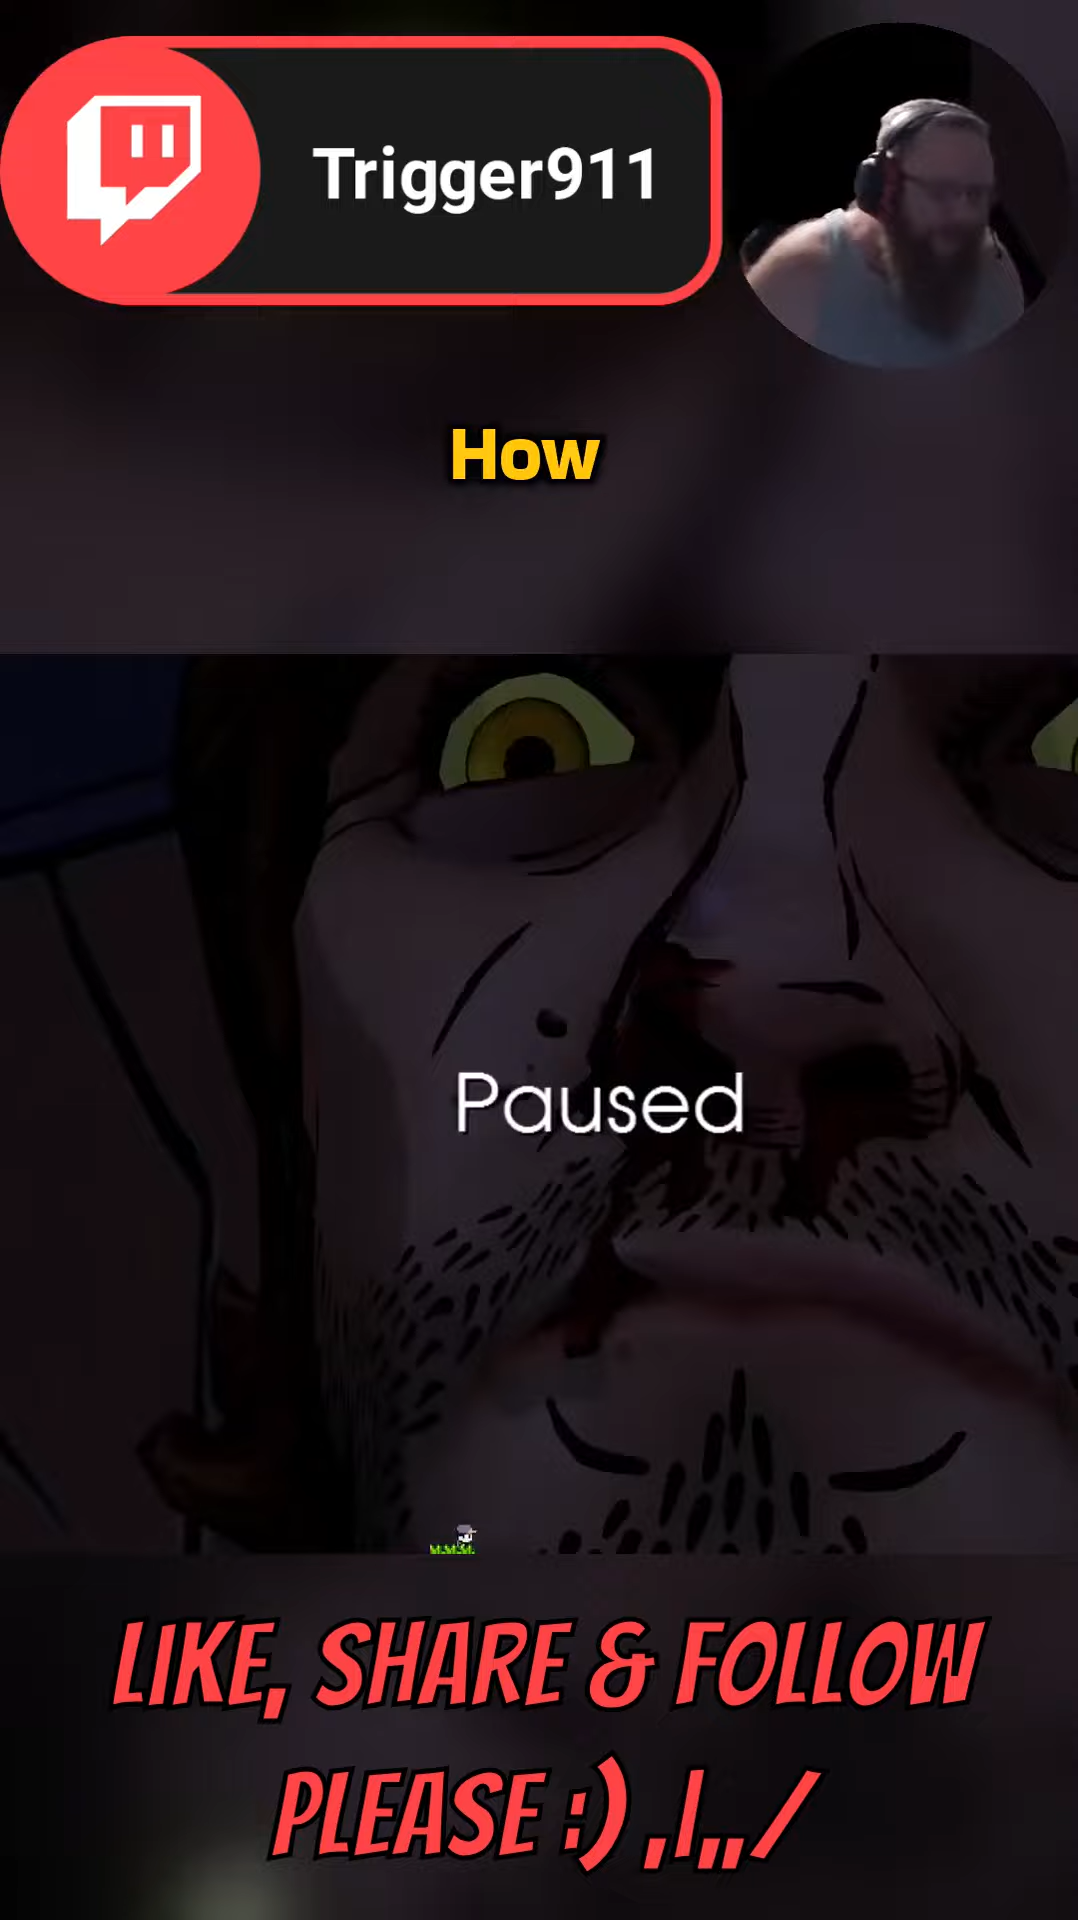 Trigger911
How
Paused
LIKE, SHARE & FOLLOW
PLEASE :) .|.,/